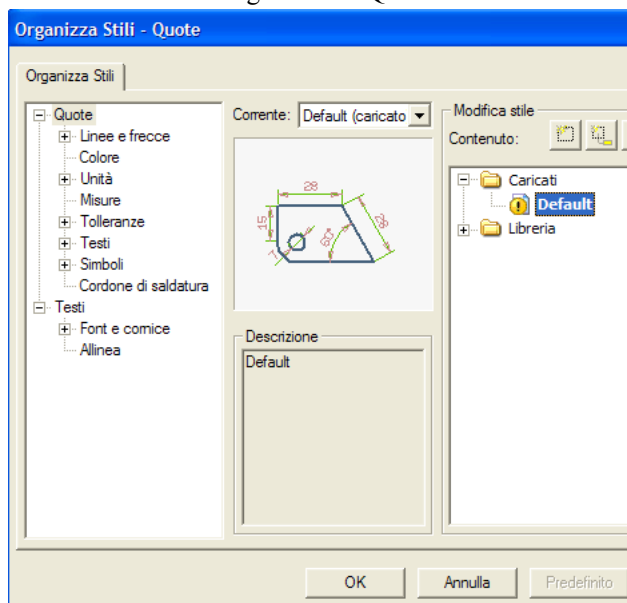 Organizza Stili - Quote
Organizza Stili
Quote
Linee e frecce
Colore
Unità
Misure
Tolleranze
Testi
Simboli
Cordone di saldatura
Testi
Font e cornice
Allinea
Corrente: Default (caricato
28
15
28
60°
7
Descrizione
Default
Modifica stile
Contenuto:
Caricati
Default
Libreria
OK Annulla Predefinito